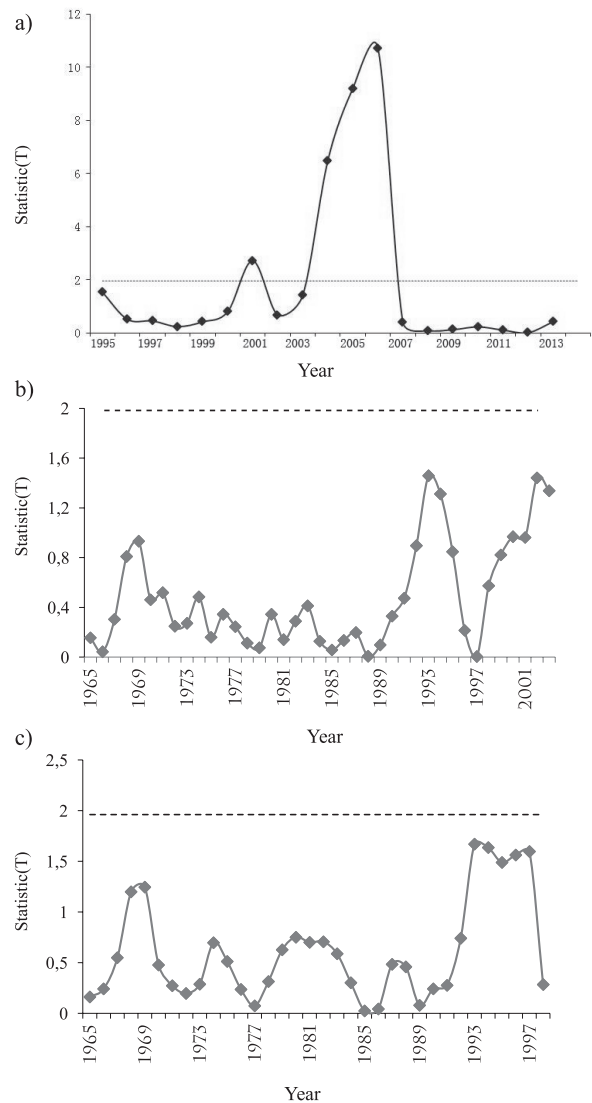 a)
12
10
8
6
4
2
0
Statistic(T)
1995 1997 1999 2001 2003 2005 2007 2009 2011 2013
Year
b)
2
1,6
1,2
0,8
0,4
0
Statistic(T)
1965 1969 1973 1977 1981 1985 1989 1993 1997 2001
Year
c)
2,5
2
1,5
1
0,5
0
Statistic(T)
1965 1969 1973 1977 1981 1985 1989 1993 1997
Year